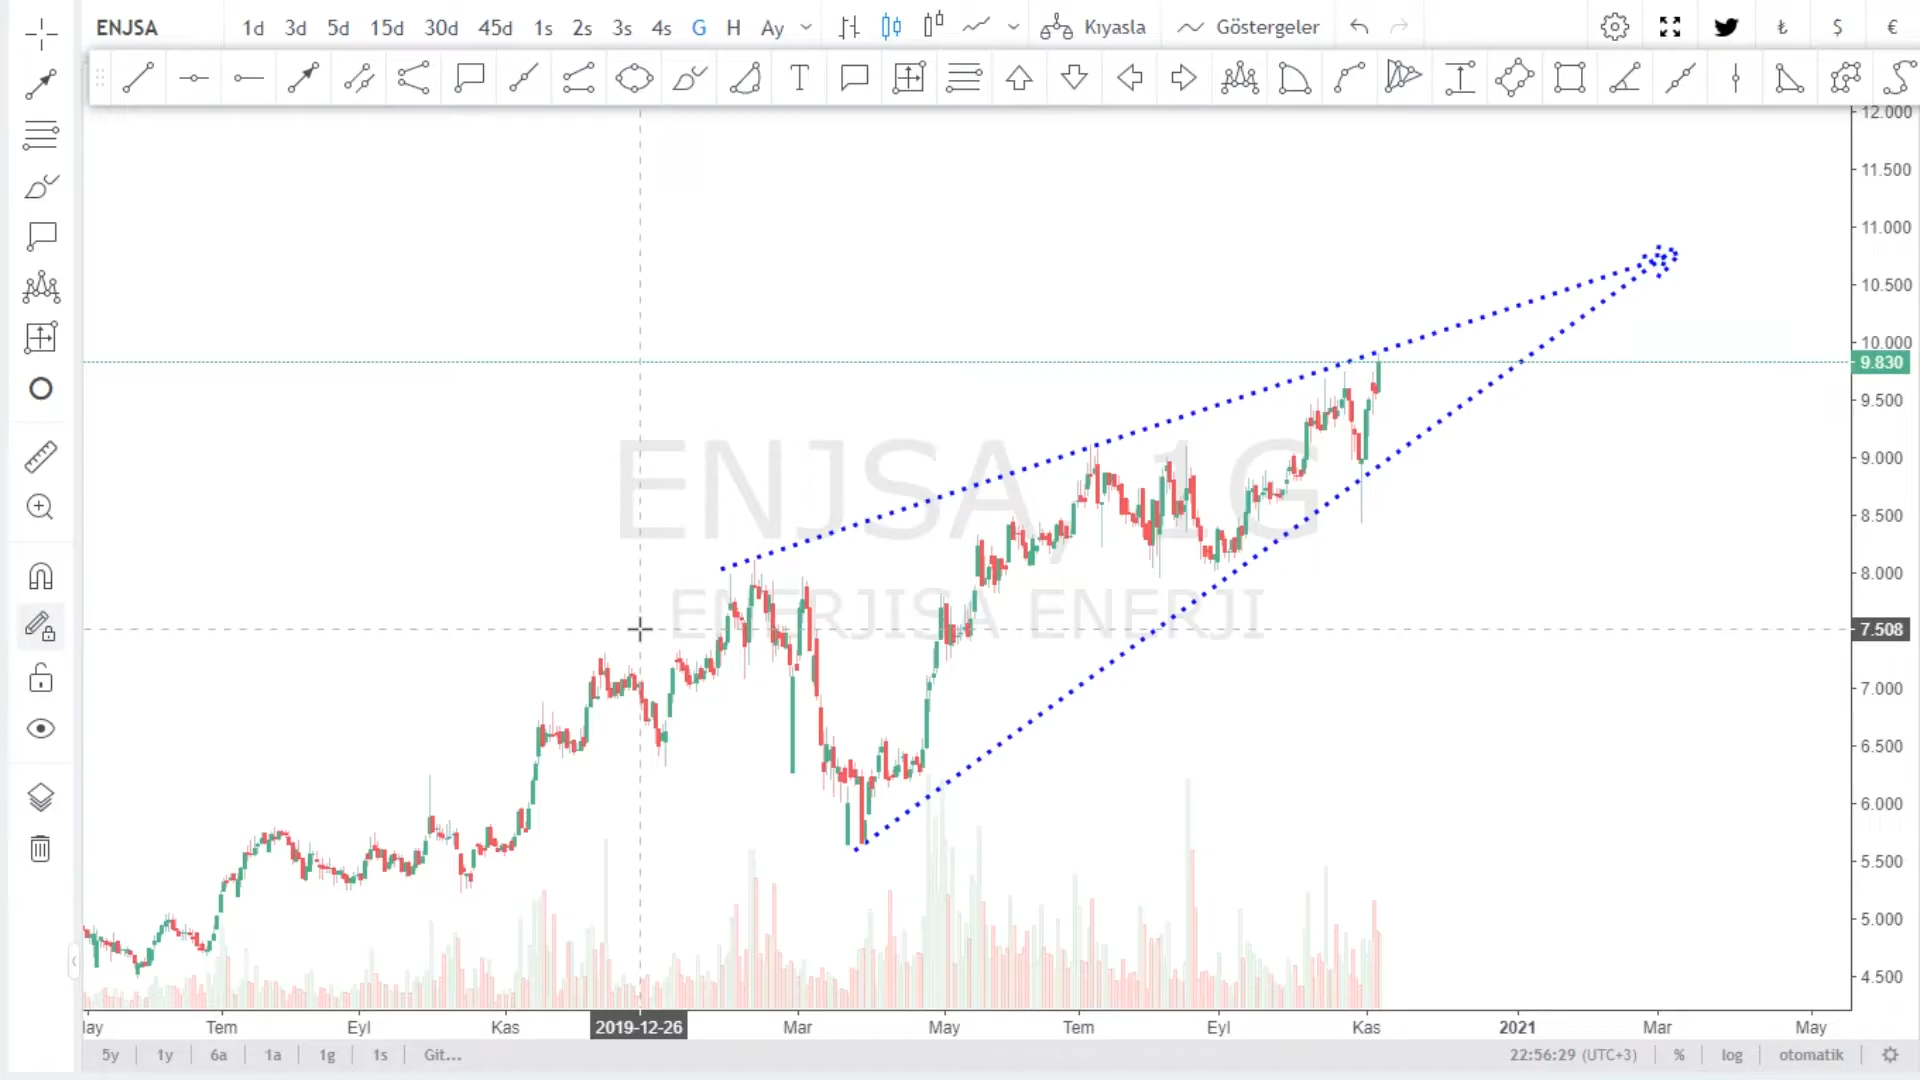 ENJSA 1d 3d 5d 15d 30d 45d 1s 2s 3s 4s G H Ay Kıyasla Göstergeler ₺ $ €
T
12.000
11.500
11.000
10.500
10.000
9.830
9.500
9.000
8.500
8.000
7.508
7.000
6.500
6.000
5.500
5.000
4.500
ENJSA, 1G
ENERJISA ENERJI
May Tem Eyl Kas 2019-12-26 Mar May Tem Eyl Kas 2021 Mar May
5y 1y 6a 1a 1g 1s Git... 22:56:29 (UTC+3) % log otomatik